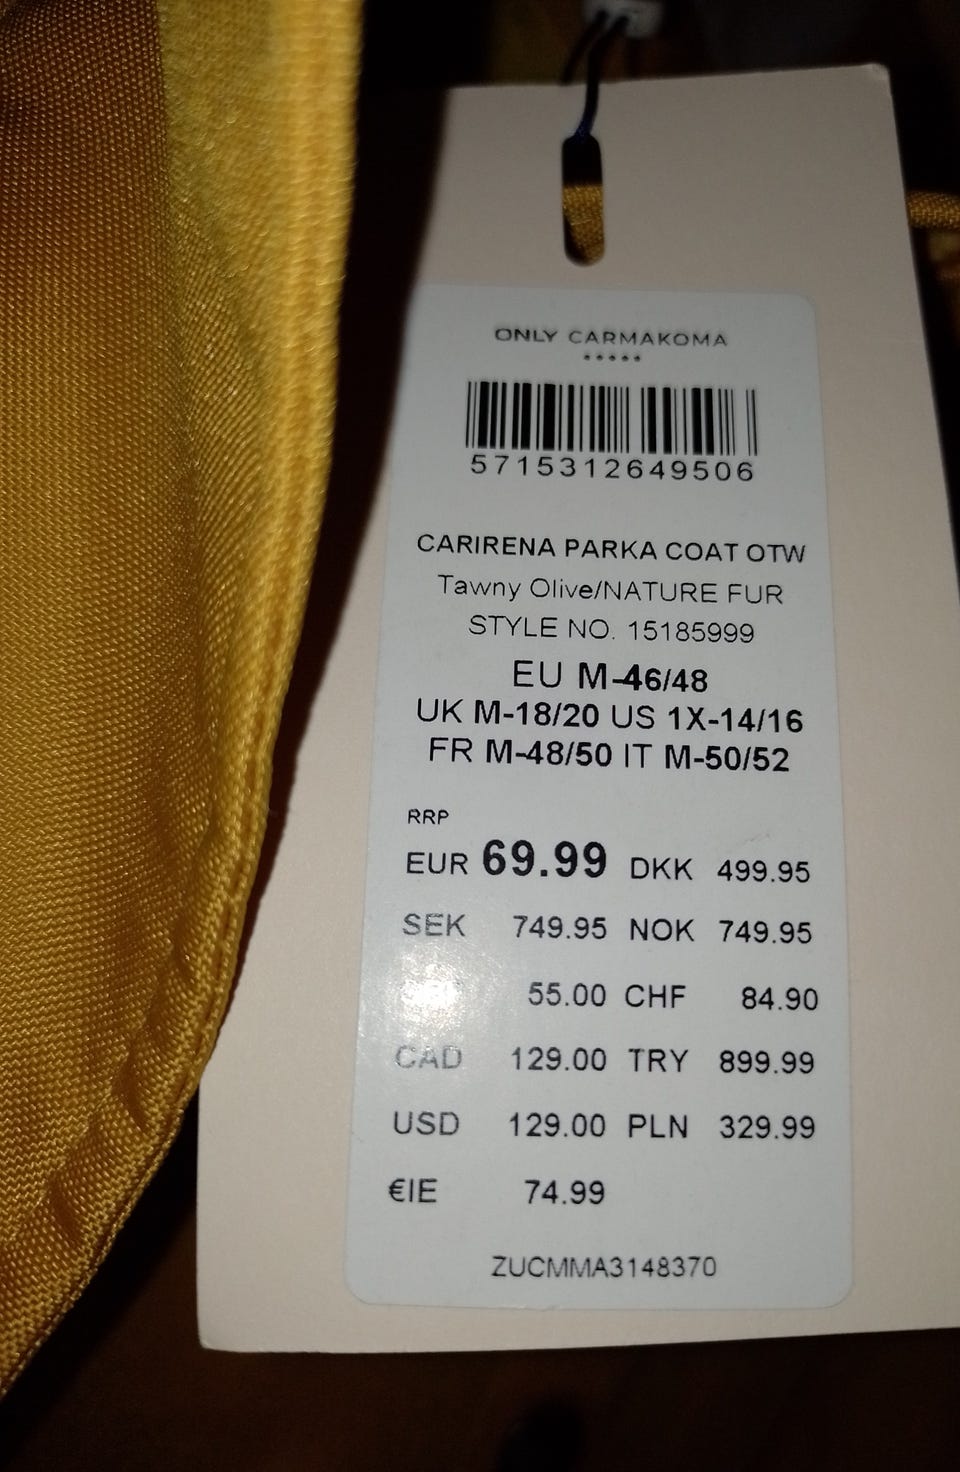 ONLY CARMAKOMA
5715312649506
CARIRENA PARKA COAT OTW
Tawny Olive/NATURE FUR
STYLE NO. 15185999
EU M-46/48
UK M-18/20 US 1X-14/16
FR M-48/50 IT M-50/52
RRP
EUR 69.99 DKK 499.95
SEK 749.95 NOK 749.95
55.00 CHF 84.90
CAD 129.00 TRY 899.99
USD 129.00 PLN 329.99
€IE 74.99
ZUCMMA3148370